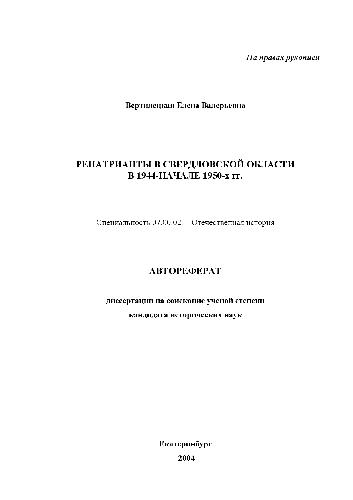 На правах рукописи
Вертилецкая Елена Валерьевна
РЕПАТРИАНТЫ В СВЕРДЛОВСКОЙ ОБЛАСТИ
В 1944-НАЧАЛЕ 1950-х гг.
Специальность 07.00.02 Отечественная история
АВТОРЕФЕРАТ
диссертации на соискание ученой степени
кандидата исторических наук
Екатеринбург
2004